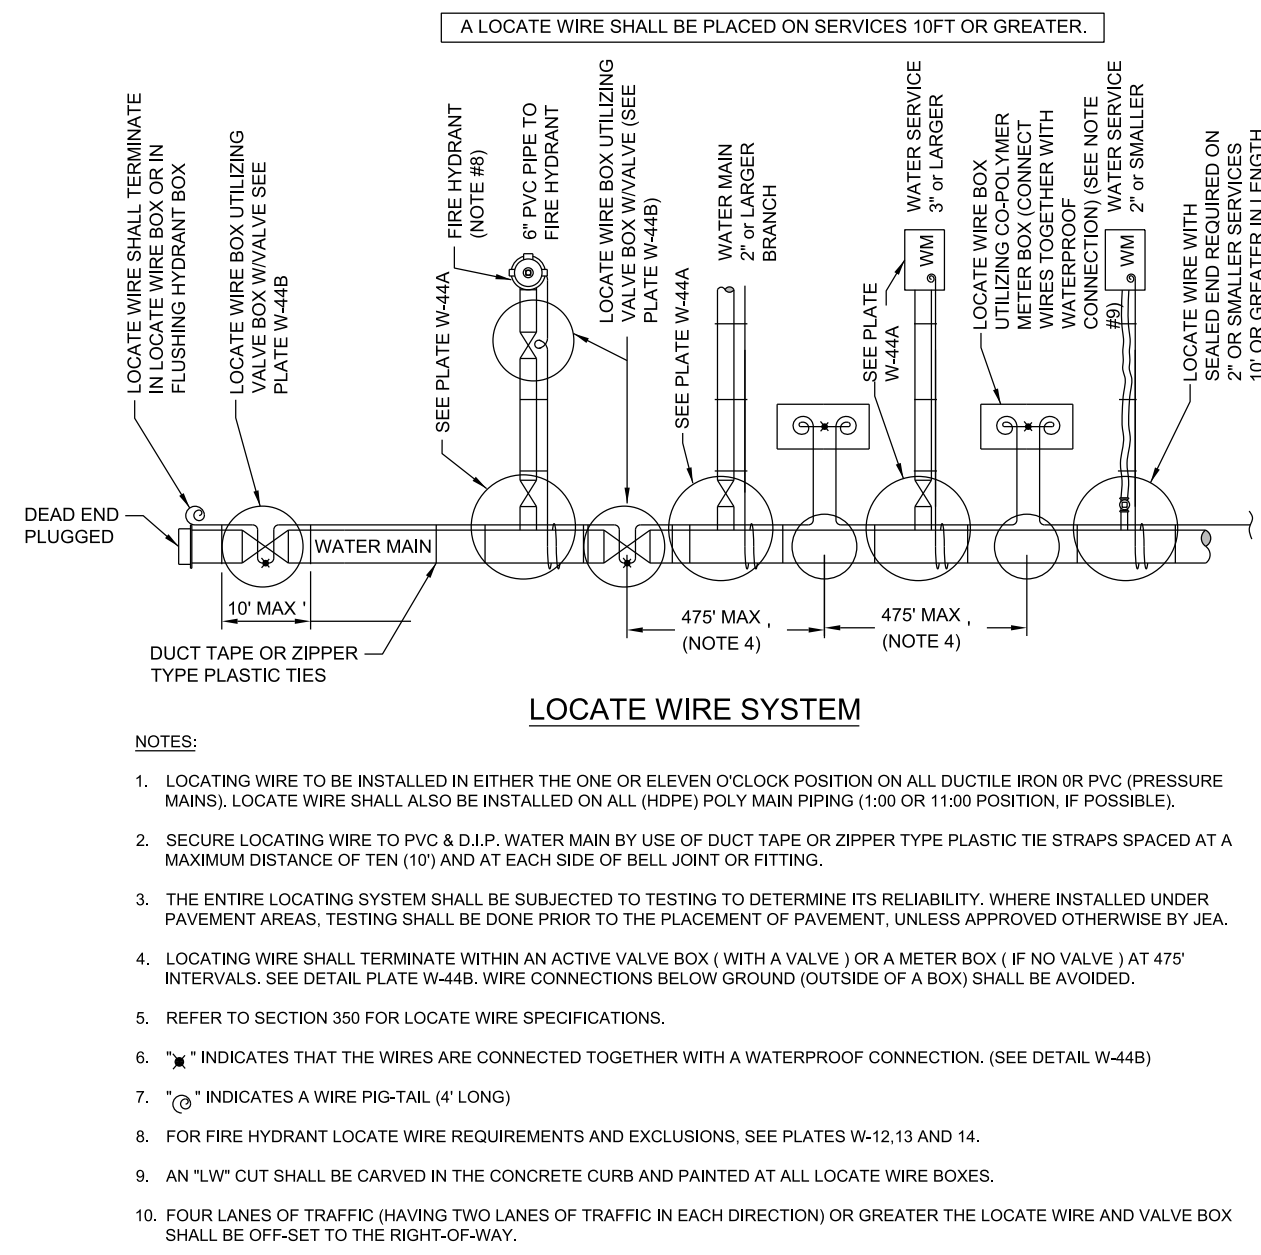 A LOCATE WIRE SHALL BE PLACED ON SERVICES 10FT OR GREATER.
LOCATE WIRE SHALL TERMINATE
IN LOCATE WIRE BOX OR IN
FLUSHING HYDRANT BOX
LOCATE WIRE BOX UTILIZING
VALVE BOX W/VALVE SEE
PLATE W-44B
SEE PLATE W-44A
FIRE HYDRANT
(NOTE #8)
6" PVC PIPE TO
FIRE HYDRANT
LOCATE WIRE BOX UTILIZING
VALVE BOX W/VALVE (SEE
PLATE W-44B)
SEE PLATE W-44A
WATER MAIN
2" or LARGER
BRANCH
SEE PLATE
W-44A
WATER SERVICE
3" or LARGER
WM
LOCATE WIRE BOX
UTILIZING CO-POLYMER
METER BOX (CONNECT
WIRES TOGETHER WITH
WATERPROOF
CONNECTION) (SEE NOTE
#9)
WATER SERVICE
2" or SMALLER
WM
LOCATE WIRE WITH
SEALED END REQUIRED ON
2" OR SMALLER SERVICES
10' OR GREATER IN LENGTH
DEAD END
PLUGGED
WATER MAIN
10' MAX '
475' MAX ,
(NOTE 4)
475' MAX ,
(NOTE 4)
DUCT TAPE OR ZIPPER
TYPE PLASTIC TIES
LOCATE WIRE SYSTEM
NOTES:
1. LOCATING WIRE TO BE INSTALLED IN EITHER THE ONE OR ELEVEN O'CLOCK POSITION ON ALL DUCTILE IRON 0R PVC (PRESSURE
MAINS). LOCATE WIRE SHALL ALSO BE INSTALLED ON ALL (HDPE) POLY MAIN PIPING (1:00 OR 11:00 POSITION, IF POSSIBLE).
2. SECURE LOCATING WIRE TO PVC & D.I.P. WATER MAIN BY USE OF DUCT TAPE OR ZIPPER TYPE PLASTIC TIE STRAPS SPACED AT A
MAXIMUM DISTANCE OF TEN (10') AND AT EACH SIDE OF BELL JOINT OR FITTING.
3. THE ENTIRE LOCATING SYSTEM SHALL BE SUBJECTED TO TESTING TO DETERMINE ITS RELIABILITY. WHERE INSTALLED UNDER
PAVEMENT AREAS, TESTING SHALL BE DONE PRIOR TO THE PLACEMENT OF PAVEMENT, UNLESS APPROVED OTHERWISE BY JEA.
4. LOCATING WIRE SHALL TERMINATE WITHIN AN ACTIVE VALVE BOX ( WITH A VALVE ) OR A METER BOX ( IF NO VALVE ) AT 475'
INTERVALS. SEE DETAIL PLATE W-44B. WIRE CONNECTIONS BELOW GROUND (OUTSIDE OF A BOX) SHALL BE AVOIDED.
5. REFER TO SECTION 350 FOR LOCATE WIRE SPECIFICATIONS.
6. " " INDICATES THAT THE WIRES ARE CONNECTED TOGETHER WITH A WATERPROOF CONNECTION. (SEE DETAIL W-44B)
7. " " INDICATES A WIRE PIG-TAIL (4' LONG)
8. FOR FIRE HYDRANT LOCATE WIRE REQUIREMENTS AND EXCLUSIONS, SEE PLATES W-12,13 AND 14.
9. AN "LW" CUT SHALL BE CARVED IN THE CONCRETE CURB AND PAINTED AT ALL LOCATE WIRE BOXES.
10. FOUR LANES OF TRAFFIC (HAVING TWO LANES OF TRAFFIC IN EACH DIRECTION) OR GREATER THE LOCATE WIRE AND VALVE BOX
SHALL BE OFF-SET TO THE RIGHT-OF-WAY.